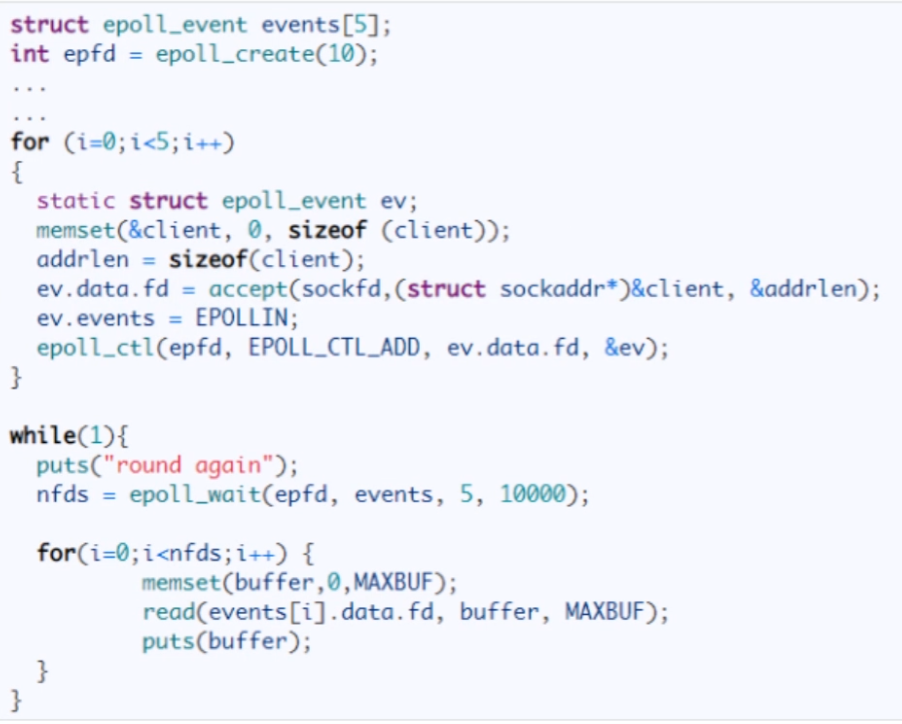 struct epoll_event events[5];
int epfd = epoll_create(10);
...
...
for (i=0;i<5;i++)
{
  static struct epoll_event ev;
  memset(&client, 0, sizeof (client));
  addrlen = sizeof(client);
  ev.data.fd = accept(sockfd,(struct sockaddr*)&client, &addrlen);
  ev.events = EPOLLIN;
  epoll_ctl(epfd, EPOLL_CTL_ADD, ev.data.fd, &ev);
}

while(1){
  puts("round again");
  nfds = epoll_wait(epfd, events, 5, 10000);

  for(i=0;i<nfds;i++) {
          memset(buffer,0,MAXBUF);
          read(events[i].data.fd, buffer, MAXBUF);
          puts(buffer);
  }
}